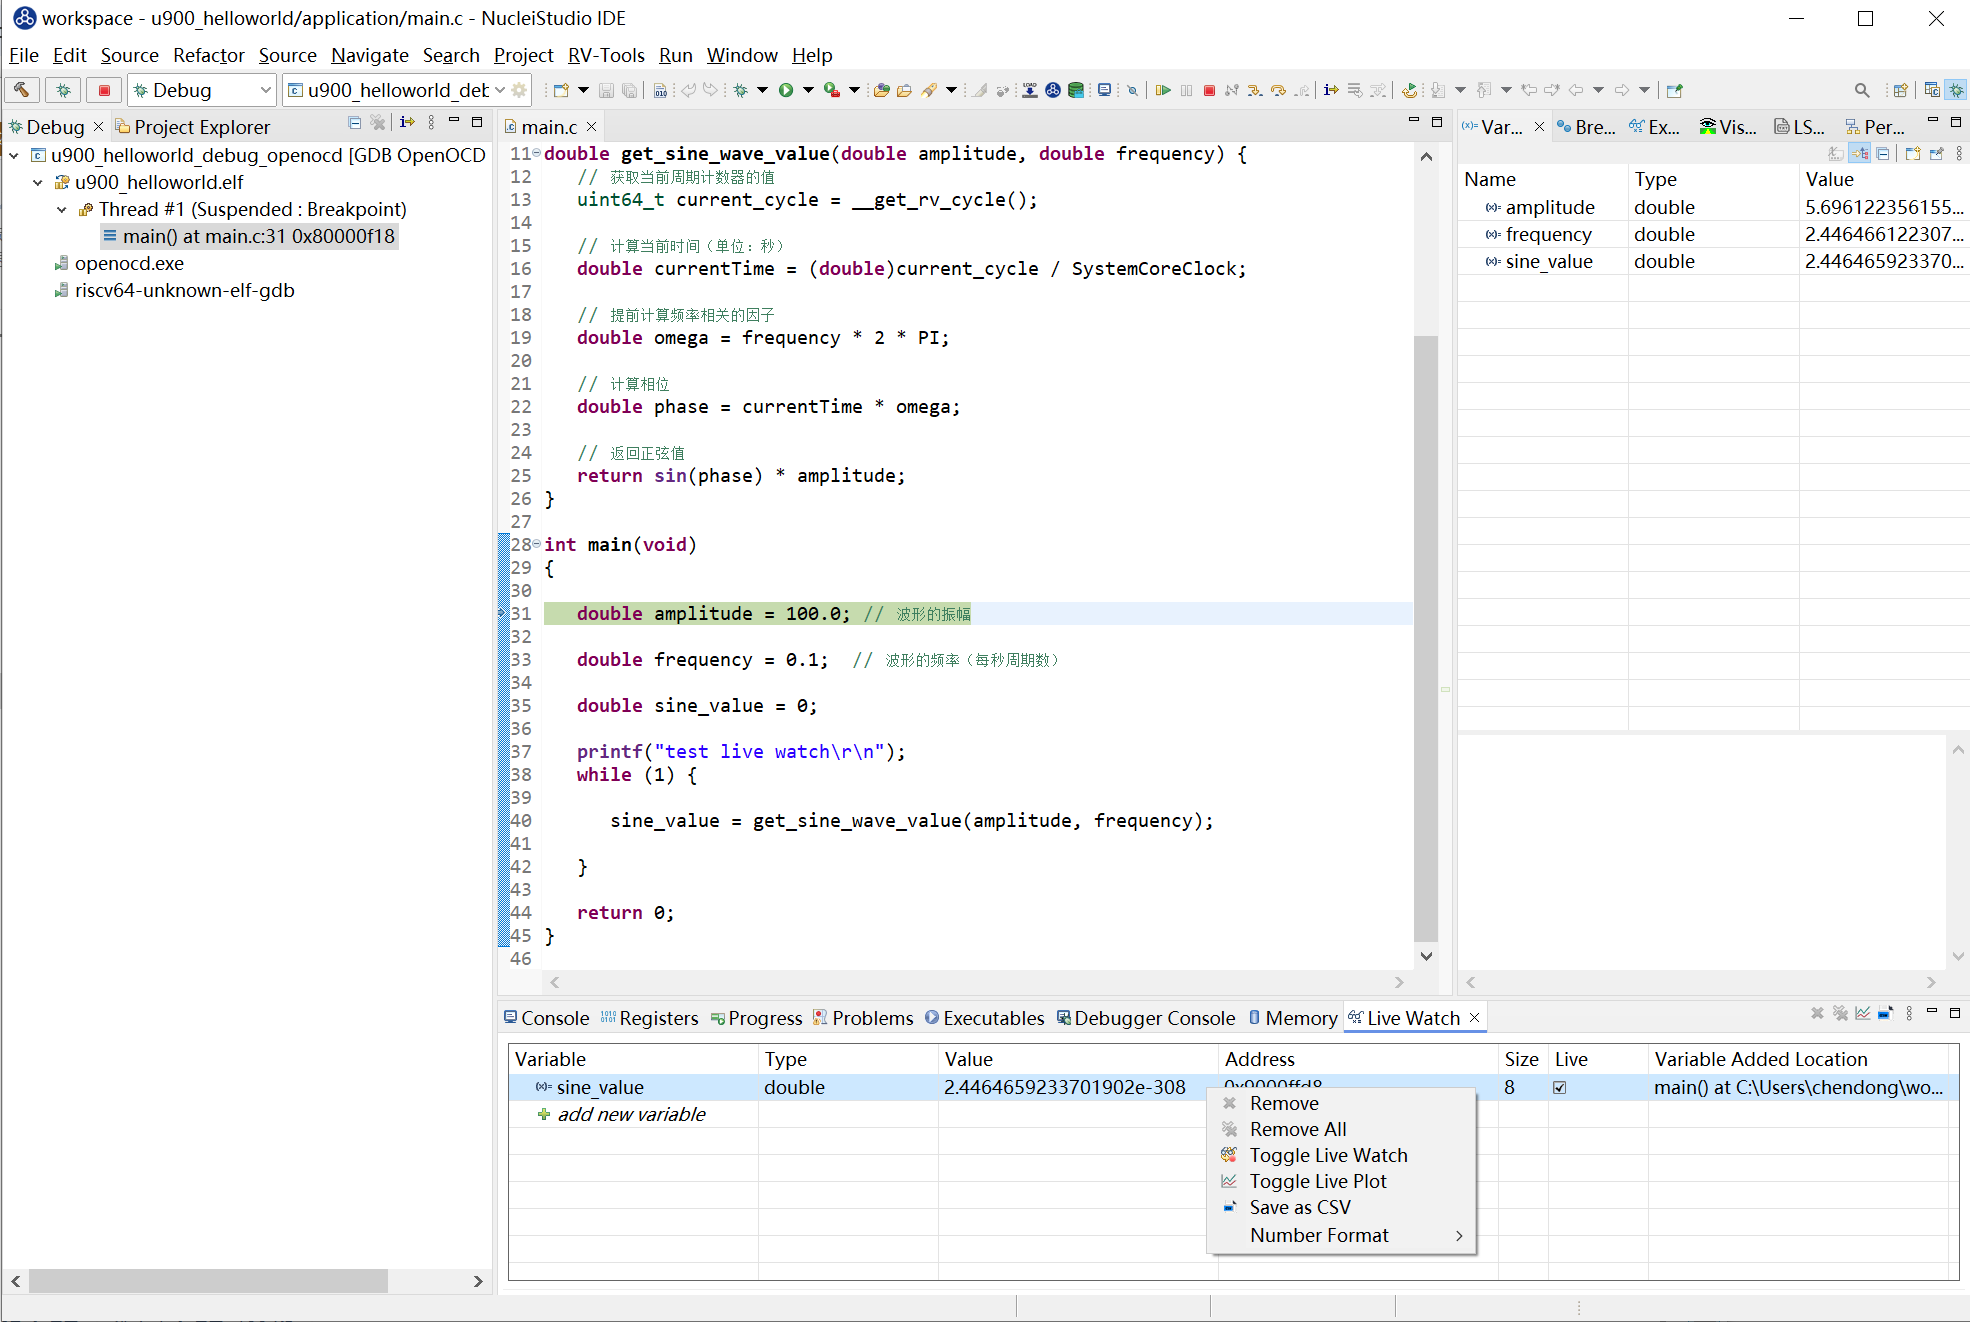 workspace - u900_helloworld/application/main.c - NucleiStudio IDE
File Edit Source Refactor Source Navigate Search Project RV-Tools Run Window Help
Debug u900_helloworld_deb
Debug Project Explorer
u900_helloworld_debug_openocd [GDB OpenOCD
u900_helloworld.elf
Thread #1 (Suspended : Breakpoint)
main() at main.c:31 0x80000f18
openocd.exe
riscv64-unknown-elf-gdb
main.c
11 double get_sine_wave_value(double amplitude, double frequency) {
12 // 获取当前周期计数器的值
13 uint64_t current_cycle = __get_rv_cycle();
14
15 // 计算当前时间（单位：秒）
16 double currentTime = (double)current_cycle / SystemCoreClock;
17
18 // 提前计算频率相关的因子
19 double omega = frequency * 2 * PI;
20
21 // 计算相位
22 double phase = currentTime * omega;
23
24 // 返回正弦值
25 return sin(phase) * amplitude;
26 }
27
28 int main(void)
29 {
30
31 double amplitude = 100.0; // 波形的振幅
32
33 double frequency = 0.1; // 波形的频率（每秒周期数）
34
35 double sine_value = 0;
36
37 printf("test live watch\r\n");
38 while (1) {
39
40 sine_value = get_sine_wave_value(amplitude, frequency);
41
42 }
43
44 return 0;
45 }
46
Var... Bre... Ex... Vis... LS... Per...
Name Type Value
amplitude double 5.696122356155...
frequency double 2.446466122307...
sine_value double 2.446465923370...
Console Registers Progress Problems Executables Debugger Console Memory Live Watch
Variable Type Value Address Size Live Variable Added Location
sine_value double 2.4464659233701902e-308 0x9000ffd8 8 main() at C:\Users\chendong\wo...
add new variable
Remove
Remove All
Toggle Live Watch
Toggle Live Plot
Save as CSV
Number Format